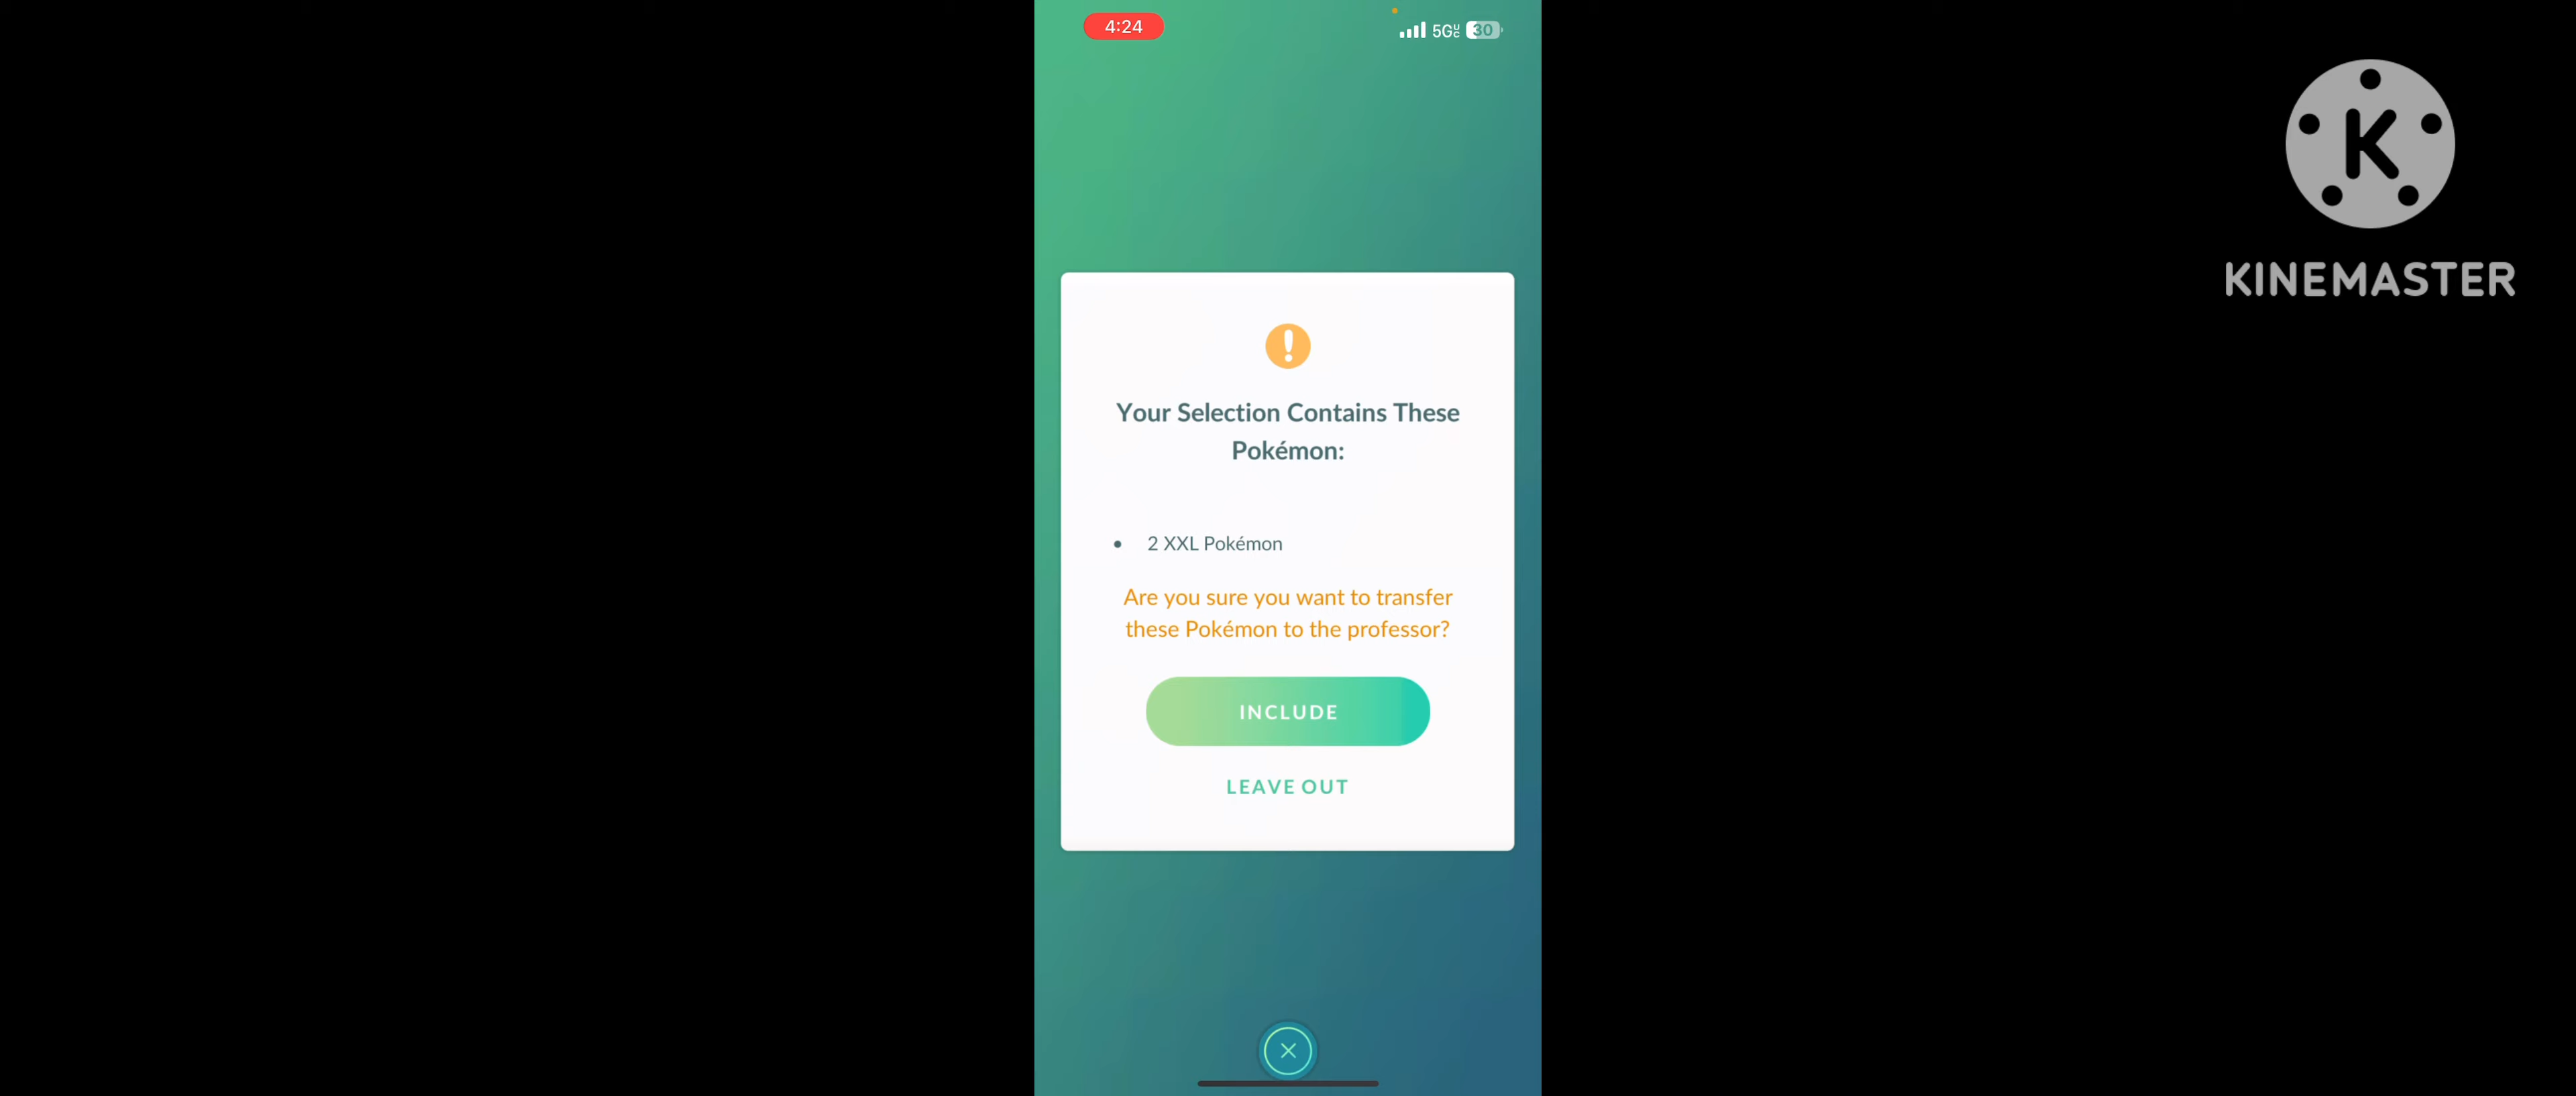 4:24
5G UC 30
K
KINEMASTER
Your Selection Contains These
Pokémon:
• 2 XXL Pokémon
Are you sure you want to transfer
these Pokémon to the professor?
INCLUDE
LEAVE OUT